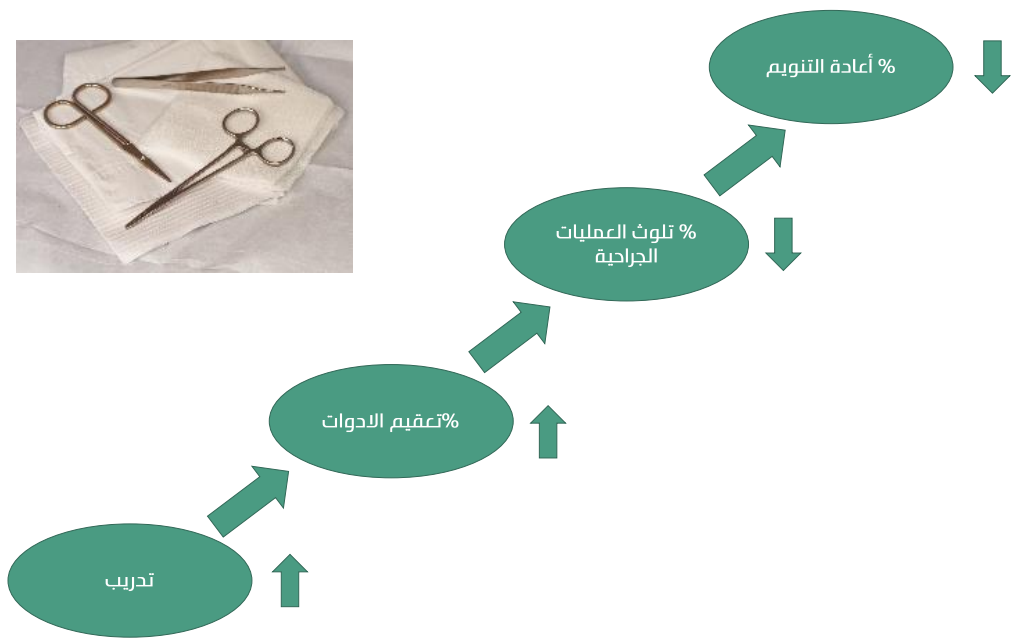 % أعادة التنويم
% تلوث العمليات
الجراحية
%تعقيم الادوات
تدريب